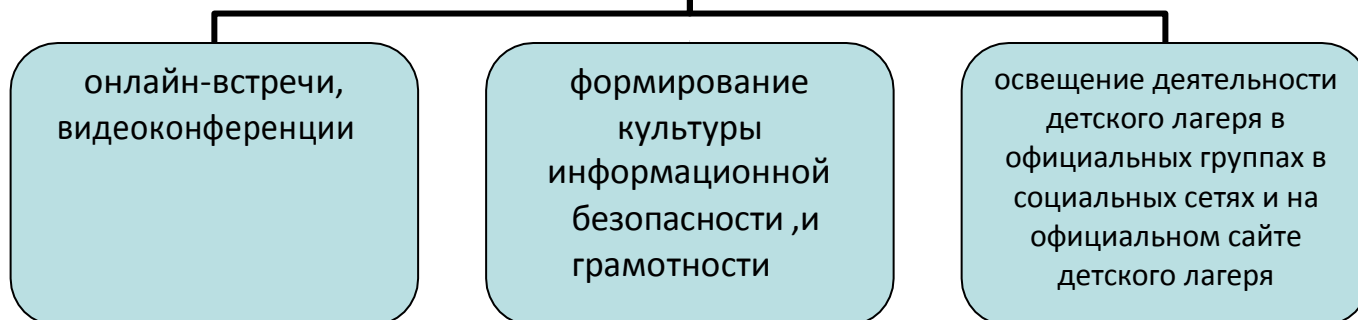 онлайн-встречи,
видеоконференции
формирование
культуры
информационной
безопасности ,и
грамотности
освещение деятельности
детского лагеря в
официальных группах в
социальных сетях и на
официальном сайте
детского лагеря